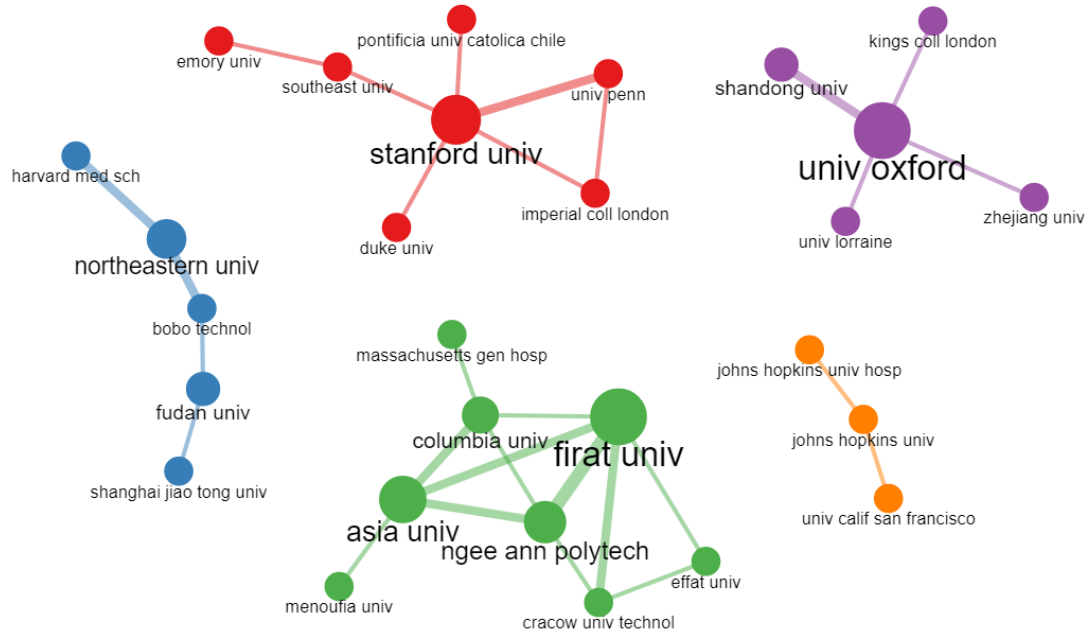 pontificia univ catolica chile
kings coll london
emory univ
southeast univ
univ penn
shandong univ
stanford univ
univ oxford
harvard med sch
imperial coll london
zhejiang univ
duke univ
univ lorraine
northeastern univ
bobo technol
massachusetts gen hosp
johns hopkins univ hosp
fudan univ
columbia univ
johns hopkins univ
firat univ
shanghai jiao tong univ
univ calif san francisco
asia univ
ngee ann polytech
effat univ
menoufia univ
cracow univ technol